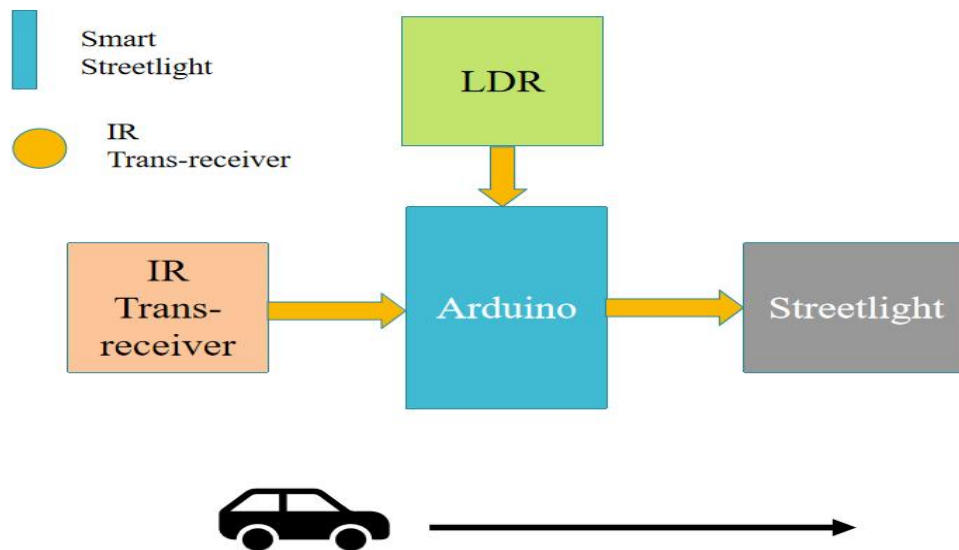 Smart
Streetlight
IR
Trans-receiver
LDR
IR
Trans-
receiver
Arduino
Streetlight